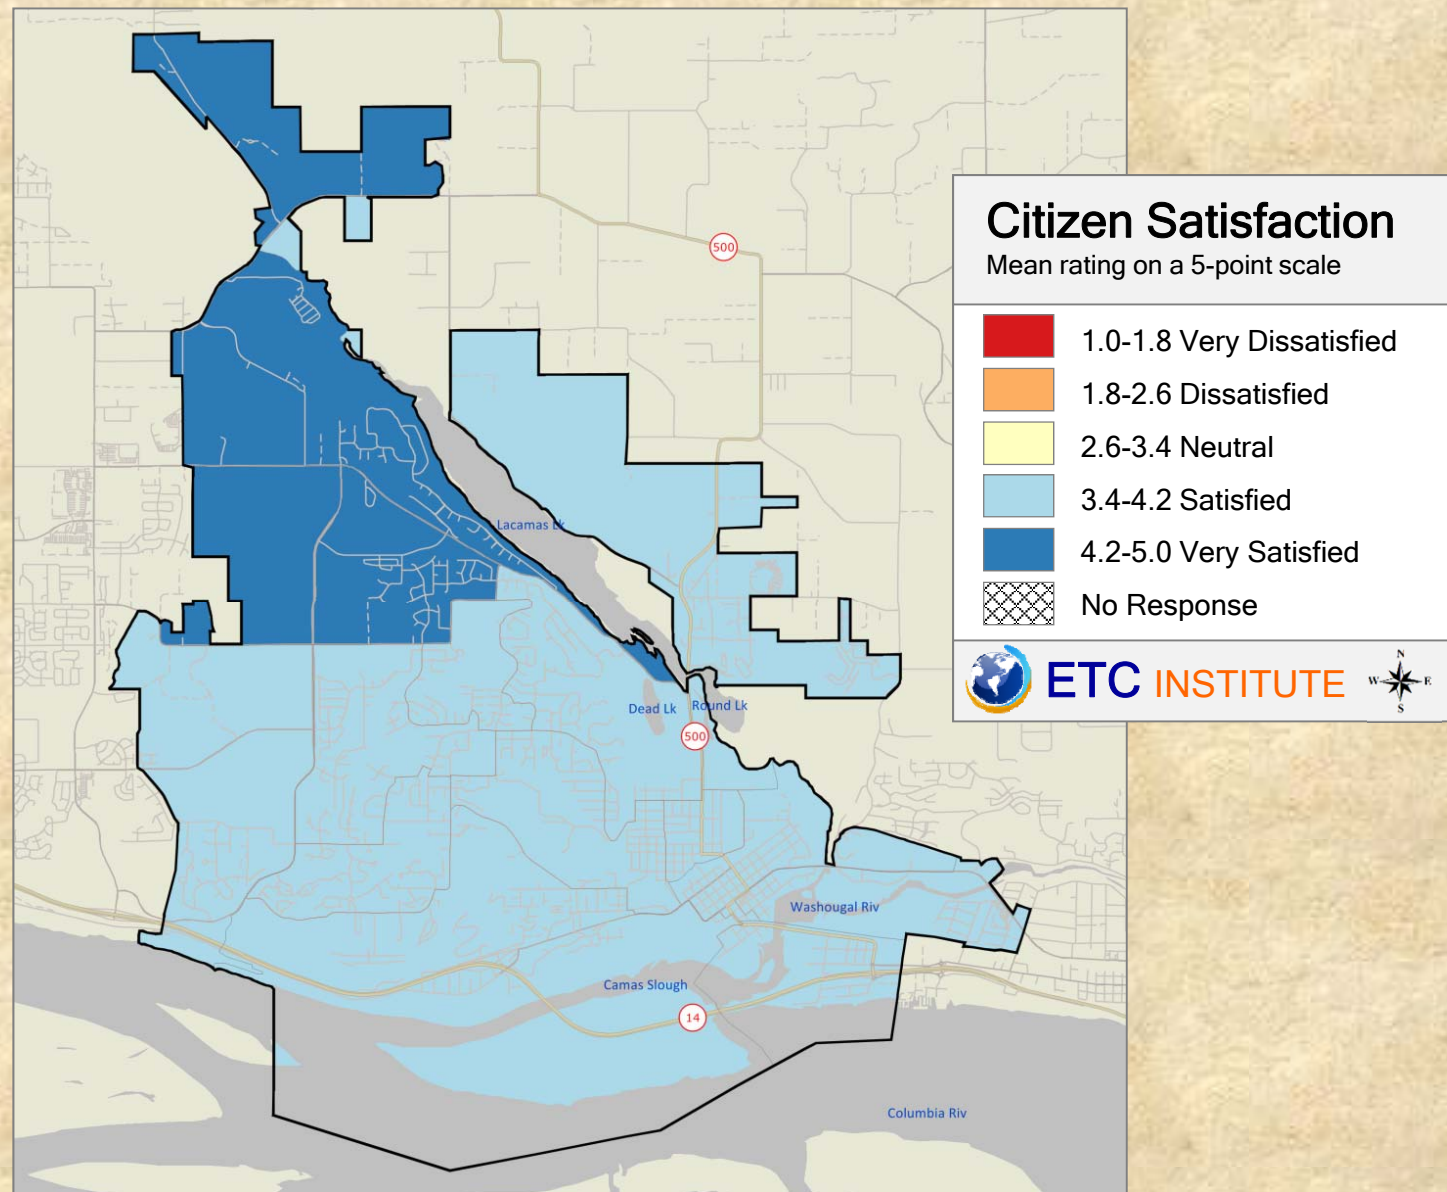 Citizen Satisfaction
Mean rating on a 5-point scale
1.0-1.8 Very Dissatisfied
1.8-2.6 Dissatisfied
2.6-3.4 Neutral
3.4-4.2 Satisfied
4.2-5.0 Very Satisfied
No Response
ETC INSTITUTE
N
W E
S
500
Lacamas Lk
Dead Lk
Round Lk
500
Washougal Riv
Camas Slough
14
Columbia Riv